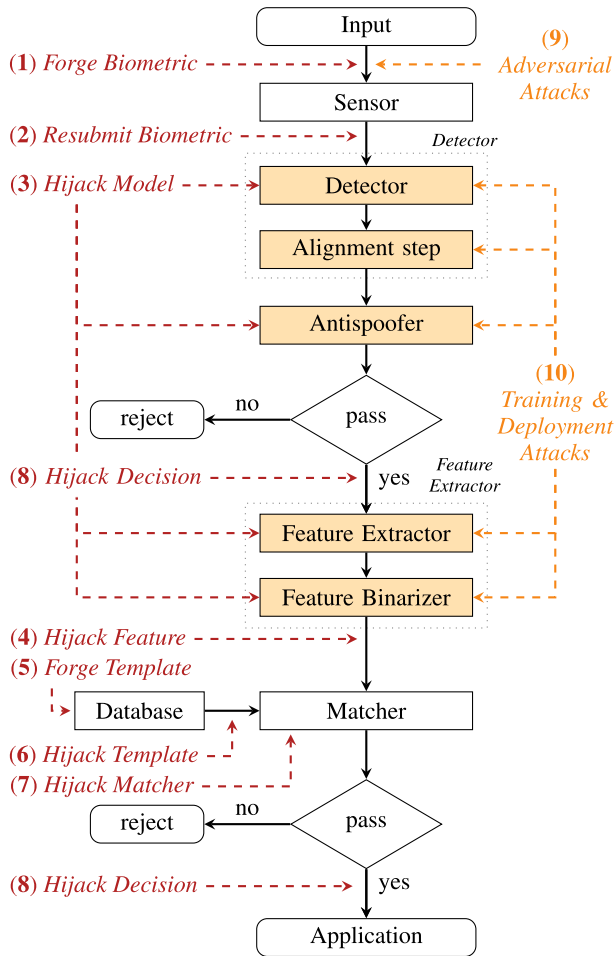 Input
(1) Forge Biometric
(9)
Adversarial
Attacks
Sensor
(2) Resubmit Biometric
Detector
(3) Hijack Model
Detector
Alignment step
Antispoofer
(10)
Training &
Deployment
Attacks
reject
no
pass
(8) Hijack Decision
yes
Feature
Extractor
Feature Extractor
Feature Binarizer
(4) Hijack Feature
(5) Forge Template
Database
Matcher
(6) Hijack Template
(7) Hijack Matcher
reject
no
pass
(8) Hijack Decision
yes
Application